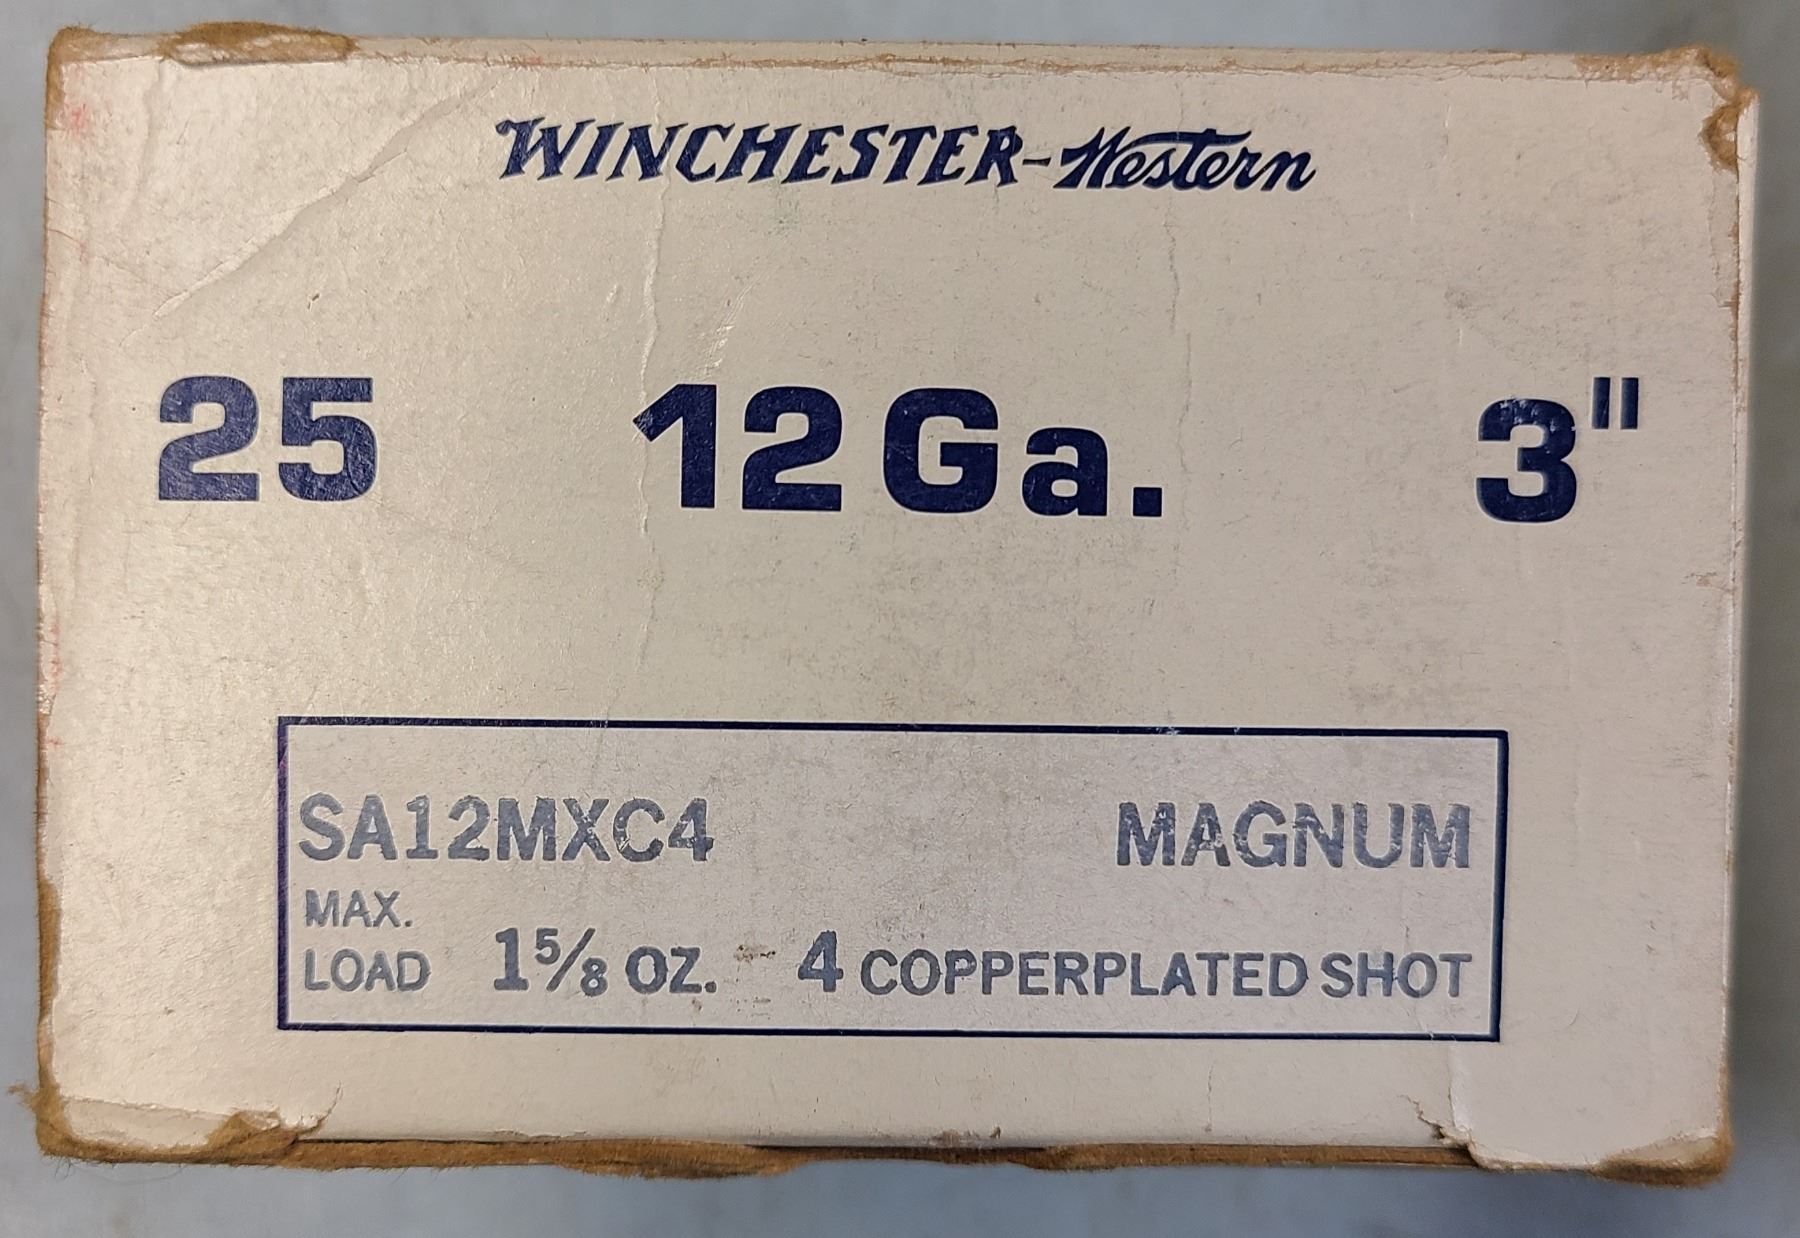 WINCHESTER-Western
25 12 Ga. 3"
SA12MXC4 MAGNUM
MAX.
LOAD 1⅝ OZ. 4 COPPERPLATED SHOT